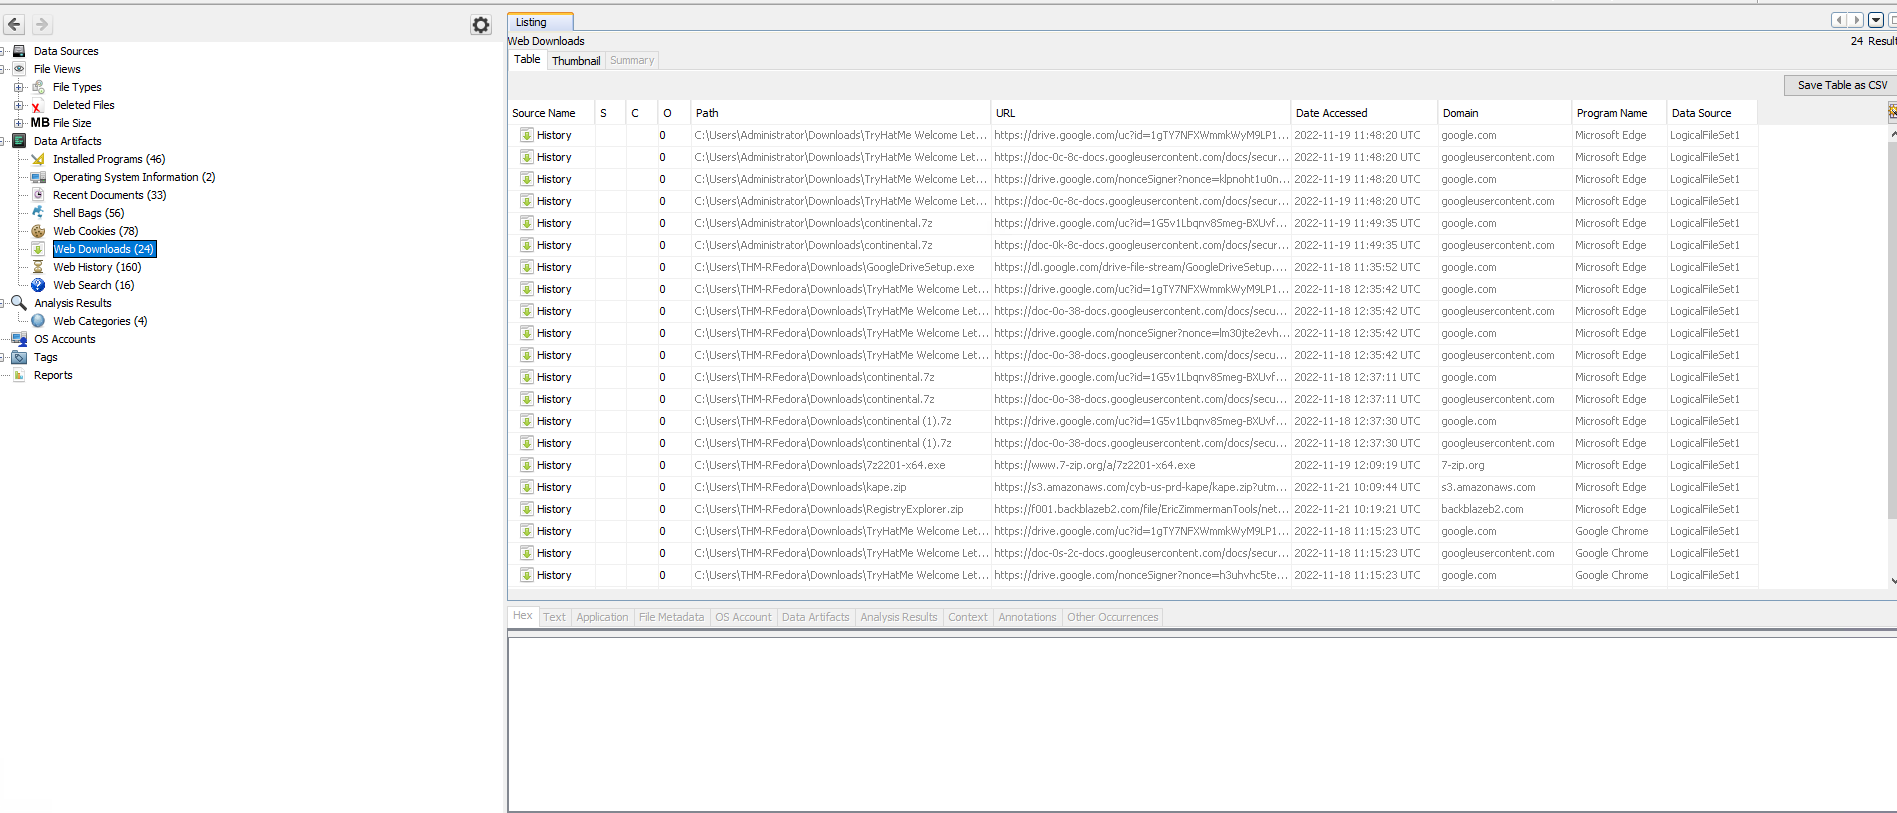 Data Sources
File Views
File Types
Deleted Files
MB File Size
Data Artifacts
Installed Programs (46)
Operating System Information (2)
Recent Documents (33)
Shell Bags (56)
Web Cookies (78)
Web Downloads (24)
Web History (160)
Web Search (16)
Analysis Results
Web Categories (4)
OS Accounts
Tags
Reports
Listing
Web Downloads
24 Result
Table Thumbnail Summary
Save Table as CSV
Source Name S C O Path URL Date Accessed Domain Program Name Data Source
History 0 C:\Users\Administrator\Downloads\TryHatMe Welcome Let... https://drive.google.com/uc?id=1gTY7NFXWmmkWyM9LP1... 2022-11-19 11:48:20 UTC google.com Microsoft Edge LogicalFileSet1
History 0 C:\Users\Administrator\Downloads\TryHatMe Welcome Let... https://doc-0c-8c-docs.googleusercontent.com/docs/secur... 2022-11-19 11:48:20 UTC googleusercontent.com Microsoft Edge LogicalFileSet1
History 0 C:\Users\Administrator\Downloads\TryHatMe Welcome Let... https://drive.google.com/nonceSigner?nonce=klpnoht1u0n... 2022-11-19 11:48:20 UTC google.com Microsoft Edge LogicalFileSet1
History 0 C:\Users\Administrator\Downloads\TryHatMe Welcome Let... https://doc-0c-8c-docs.googleusercontent.com/docs/secur... 2022-11-19 11:48:20 UTC googleusercontent.com Microsoft Edge LogicalFileSet1
History 0 C:\Users\Administrator\Downloads\continental.7z https://drive.google.com/uc?id=1G5v1Lbqnv8Smeg-BXUvf... 2022-11-19 11:49:35 UTC google.com Microsoft Edge LogicalFileSet1
History 0 C:\Users\Administrator\Downloads\continental.7z https://doc-0k-8c-docs.googleusercontent.com/docs/secur... 2022-11-19 11:49:35 UTC googleusercontent.com Microsoft Edge LogicalFileSet1
History 0 C:\Users\THM-RFedora\Downloads\GoogleDriveSetup.exe https://dl.google.com/drive-file-stream/GoogleDriveSetup.... 2022-11-18 11:35:52 UTC google.com Microsoft Edge LogicalFileSet1
History 0 C:\Users\THM-RFedora\Downloads\TryHatMe Welcome Let... https://drive.google.com/uc?id=1gTY7NFXWmmkWyM9LP1... 2022-11-18 12:35:42 UTC google.com Microsoft Edge LogicalFileSet1
History 0 C:\Users\THM-RFedora\Downloads\TryHatMe Welcome Let... https://doc-0o-38-docs.googleusercontent.com/docs/secu... 2022-11-18 12:35:42 UTC googleusercontent.com Microsoft Edge LogicalFileSet1
History 0 C:\Users\THM-RFedora\Downloads\TryHatMe Welcome Let... https://drive.google.com/nonceSigner?nonce=lm30jte2evh... 2022-11-18 12:35:42 UTC google.com Microsoft Edge LogicalFileSet1
History 0 C:\Users\THM-RFedora\Downloads\TryHatMe Welcome Let... https://doc-0o-38-docs.googleusercontent.com/docs/secu... 2022-11-18 12:35:42 UTC googleusercontent.com Microsoft Edge LogicalFileSet1
History 0 C:\Users\THM-RFedora\Downloads\continental.7z https://drive.google.com/uc?id=1G5v1Lbqnv8Smeg-BXUvf... 2022-11-18 12:37:11 UTC google.com Microsoft Edge LogicalFileSet1
History 0 C:\Users\THM-RFedora\Downloads\continental.7z https://doc-0o-38-docs.googleusercontent.com/docs/secu... 2022-11-18 12:37:11 UTC googleusercontent.com Microsoft Edge LogicalFileSet1
History 0 C:\Users\THM-RFedora\Downloads\continental (1).7z https://drive.google.com/uc?id=1G5v1Lbqnv8Smeg-BXUvf... 2022-11-18 12:37:30 UTC google.com Microsoft Edge LogicalFileSet1
History 0 C:\Users\THM-RFedora\Downloads\continental (1).7z https://doc-0o-38-docs.googleusercontent.com/docs/secu... 2022-11-18 12:37:30 UTC googleusercontent.com Microsoft Edge LogicalFileSet1
History 0 C:\Users\THM-RFedora\Downloads\7z2201-x64.exe https://www.7-zip.org/a/7z2201-x64.exe 2022-11-19 12:09:19 UTC 7-zip.org Microsoft Edge LogicalFileSet1
History 0 C:\Users\THM-RFedora\Downloads\kape.zip https://s3.amazonaws.com/cyb-us-prd-kape/kape.zip?utm... 2022-11-21 10:09:44 UTC s3.amazonaws.com Microsoft Edge LogicalFileSet1
History 0 C:\Users\THM-RFedora\Downloads\RegistryExplorer.zip https://f001.backblazeb2.com/file/EricZimmermanTools/net... 2022-11-21 10:19:21 UTC backblazeb2.com Microsoft Edge LogicalFileSet1
History 0 C:\Users\THM-RFedora\Downloads\TryHatMe Welcome Let... https://drive.google.com/uc?id=1gTY7NFXWmmkWyM9LP1... 2022-11-18 11:15:23 UTC google.com Google Chrome LogicalFileSet1
History 0 C:\Users\THM-RFedora\Downloads\TryHatMe Welcome Let... https://doc-0s-2c-docs.googleusercontent.com/docs/secur... 2022-11-18 11:15:23 UTC googleusercontent.com Google Chrome LogicalFileSet1
History 0 C:\Users\THM-RFedora\Downloads\TryHatMe Welcome Let... https://drive.google.com/nonceSigner?nonce=h3uhvhc5te... 2022-11-18 11:15:23 UTC google.com Google Chrome LogicalFileSet1
Hex Text Application File Metadata OS Account Data Artifacts Analysis Results Context Annotations Other Occurrences